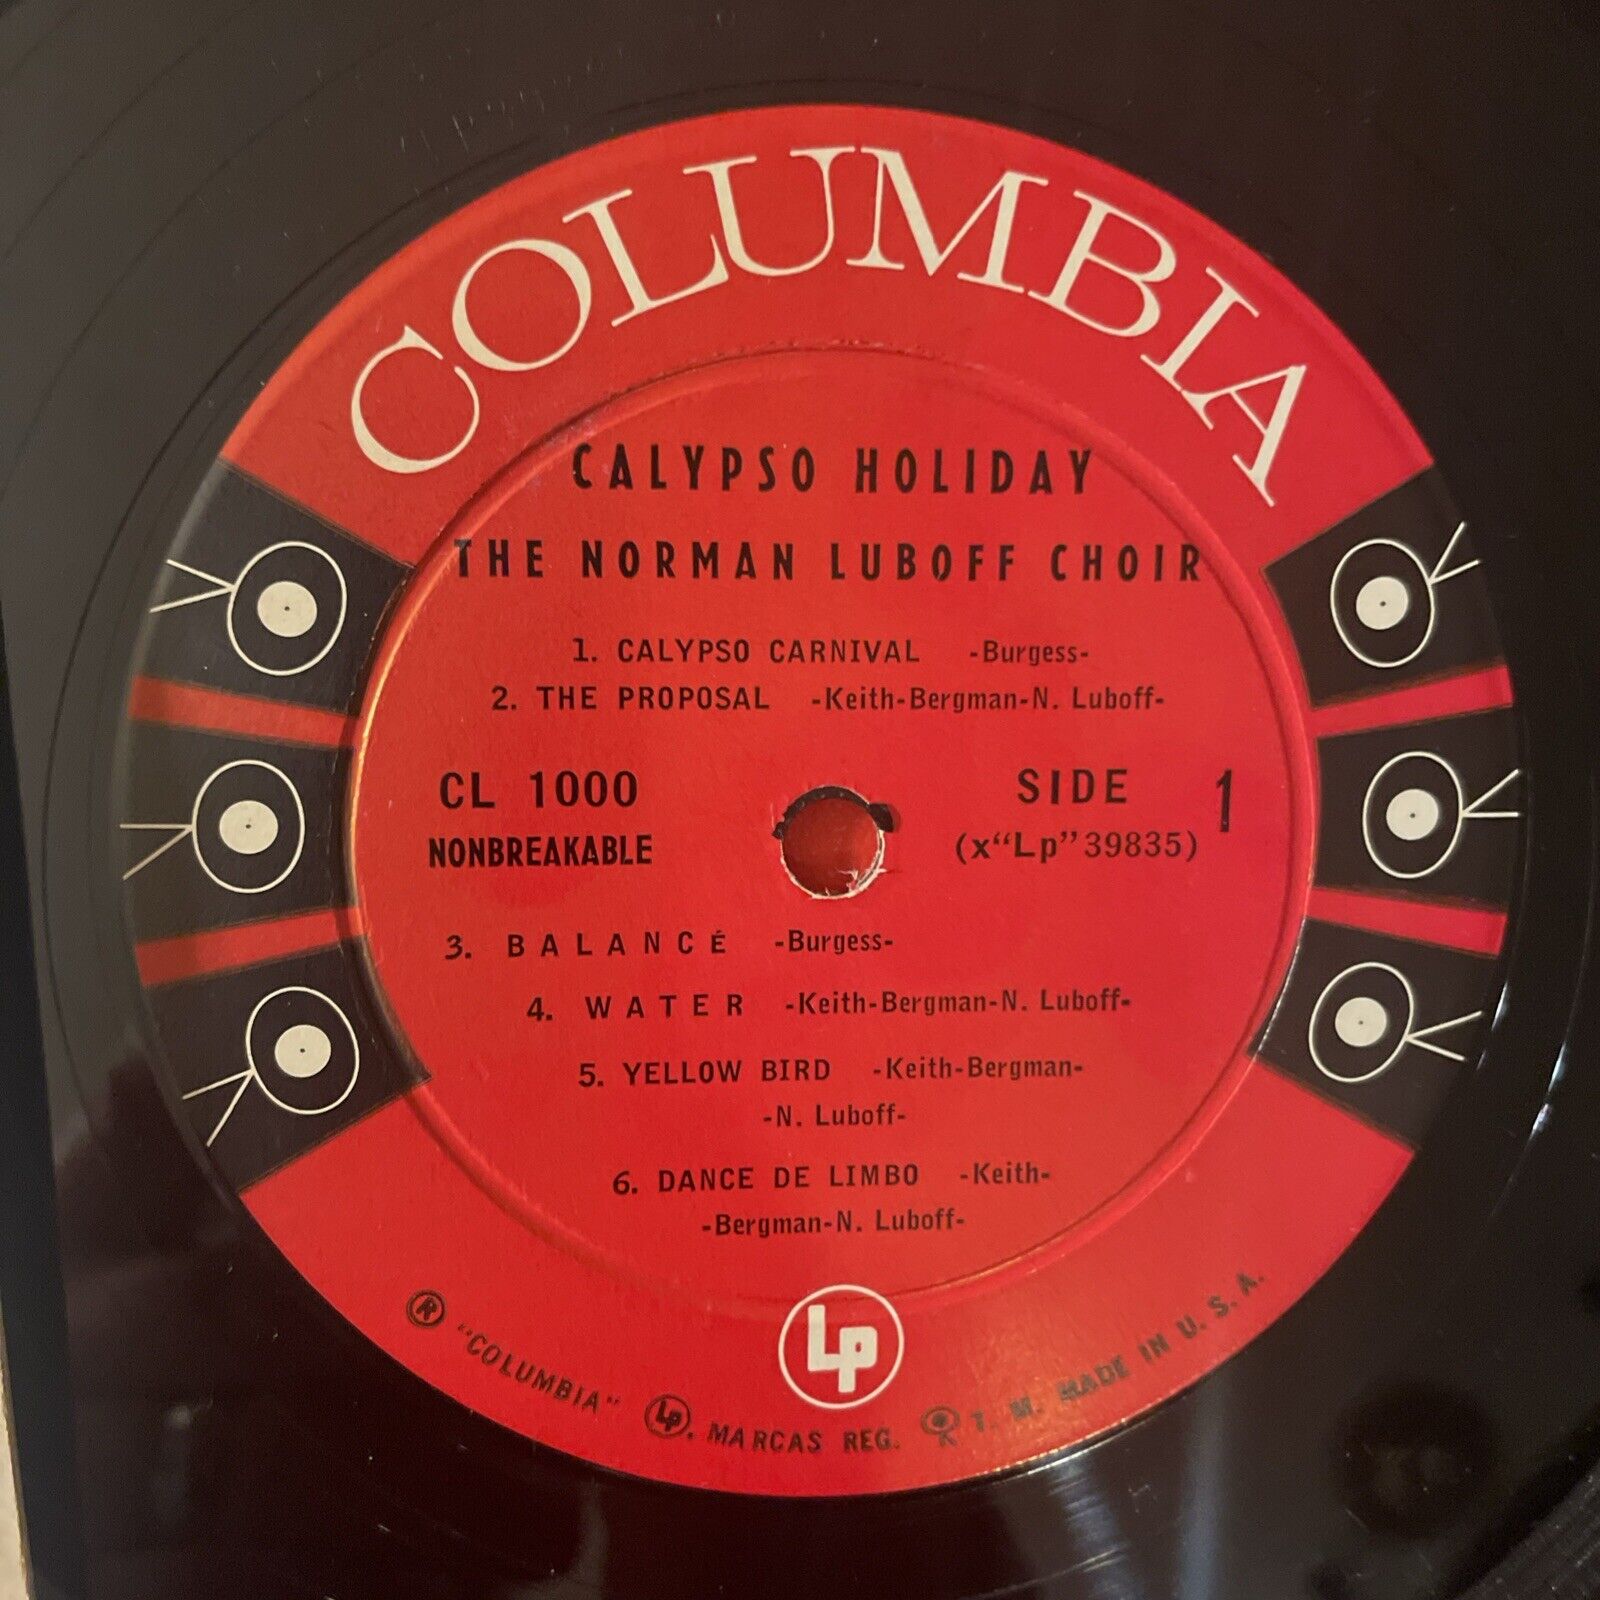 COLUMBIA
CALYPSO HOLIDAY
THE NORMAN LUBOFF CHOIR
1. CALYPSO CARNIVAL -Burgess-
2. THE PROPOSAL -Keith-Bergman-N. Luboff-
CL 1000
NONBREAKABLE
SIDE 1
(x"Lp"39835)
3. BALANCÉ -Burgess-
4. WATER -Keith-Bergman-N. Luboff-
5. YELLOW BIRD -Keith-Bergman-
-N. Luboff-
6. DANCE DE LIMBO -Keith-
-Bergman-N. Luboff-
Lp
® "COLUMBIA" Lp. MARCAS REG. T. M. MADE IN U. S. A.